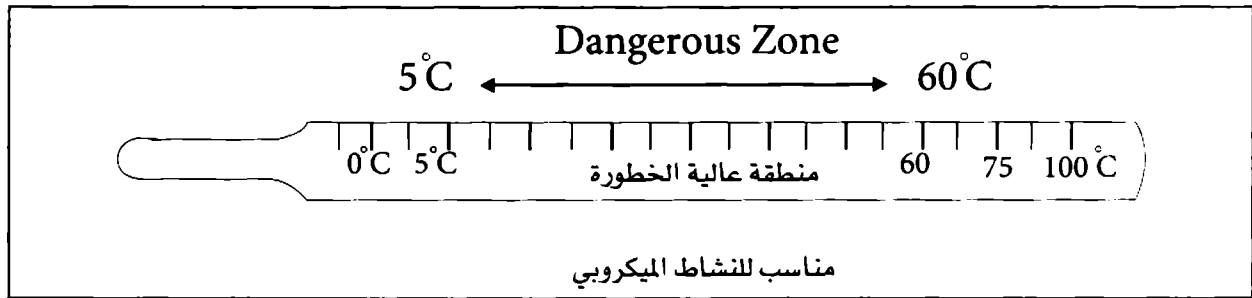 Dangerous Zone
5°C 60°C
0°C 5°C 60 75 100°C
منطقة عالية الخطورة
مناسب للنشاط الميكروبي